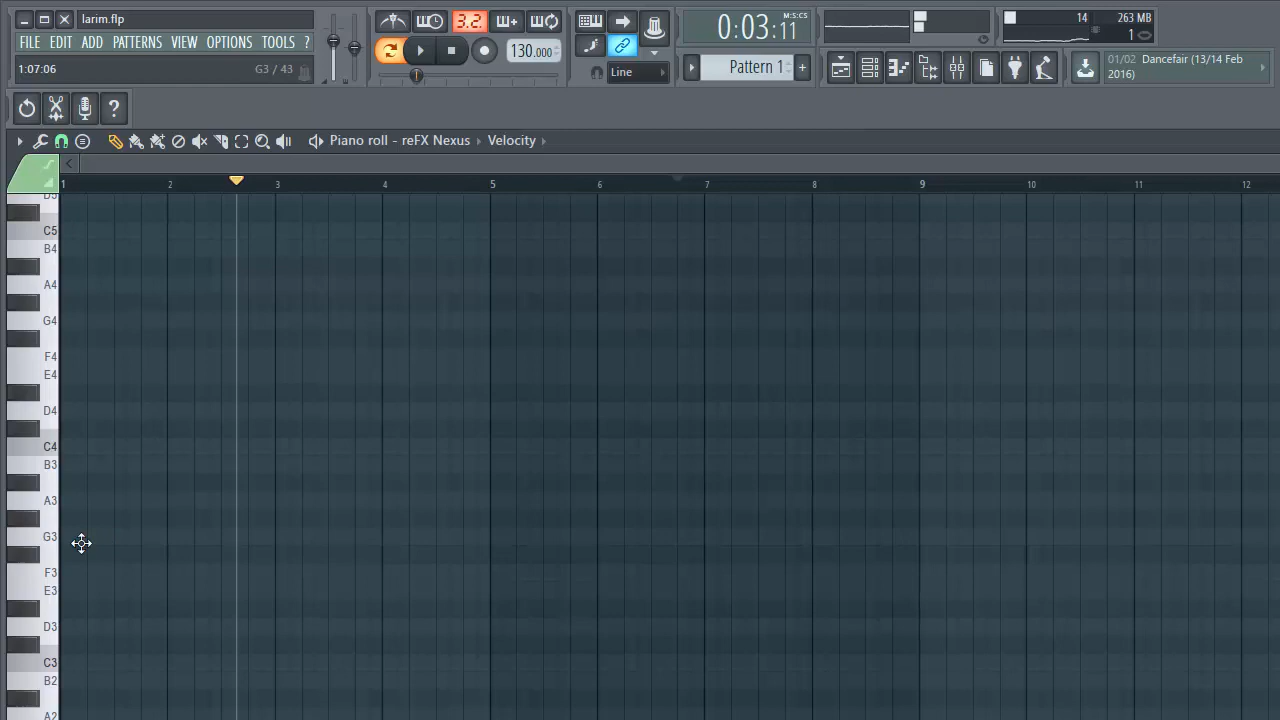 larim.flp
FILE EDIT ADD PATTERNS VIEW OPTIONS TOOLS ?
1:07:06 G3 / 43
3.2.
130.000
Line
0:03:11 M:S:CS
Pattern 1
14 263 MB
1
01/02 Dancefair (13/14 Feb
2016)
?
Piano roll - reFX Nexus Velocity
1 2 3 4 5 6 7 8 9 10 11 12
D5
C5
B4
A4
G4
F4
E4
D4
C4
B3
A3
G3
F3
E3
D3
C3
B2
A2